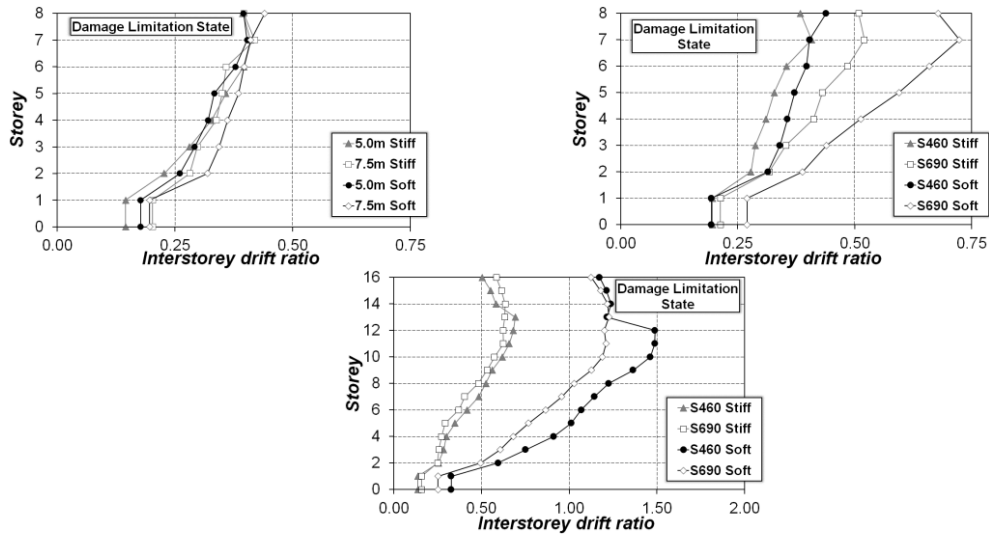 8
7
6
5
4
3
2
1
0
Storey
Damage Limitation State
5.0m Stiff
7.5m Stiff
5.0m Soft
7.5m Soft
0.00 0.25 0.50 0.75
Interstorey drift ratio
8
7
6
5
4
3
2
1
0
Storey
Damage Limitation
State
S460 Stiff
S690 Stiff
S460 Soft
S690 Soft
0.00 0.25 0.50 0.75
Interstorey drift ratio
16
14
12
10
8
6
4
2
0
Storey
Damage Limitation
State
S460 Stiff
S690 Stiff
S460 Soft
S690 Soft
0.00 0.50 1.00 1.50 2.00
Interstorey drift ratio